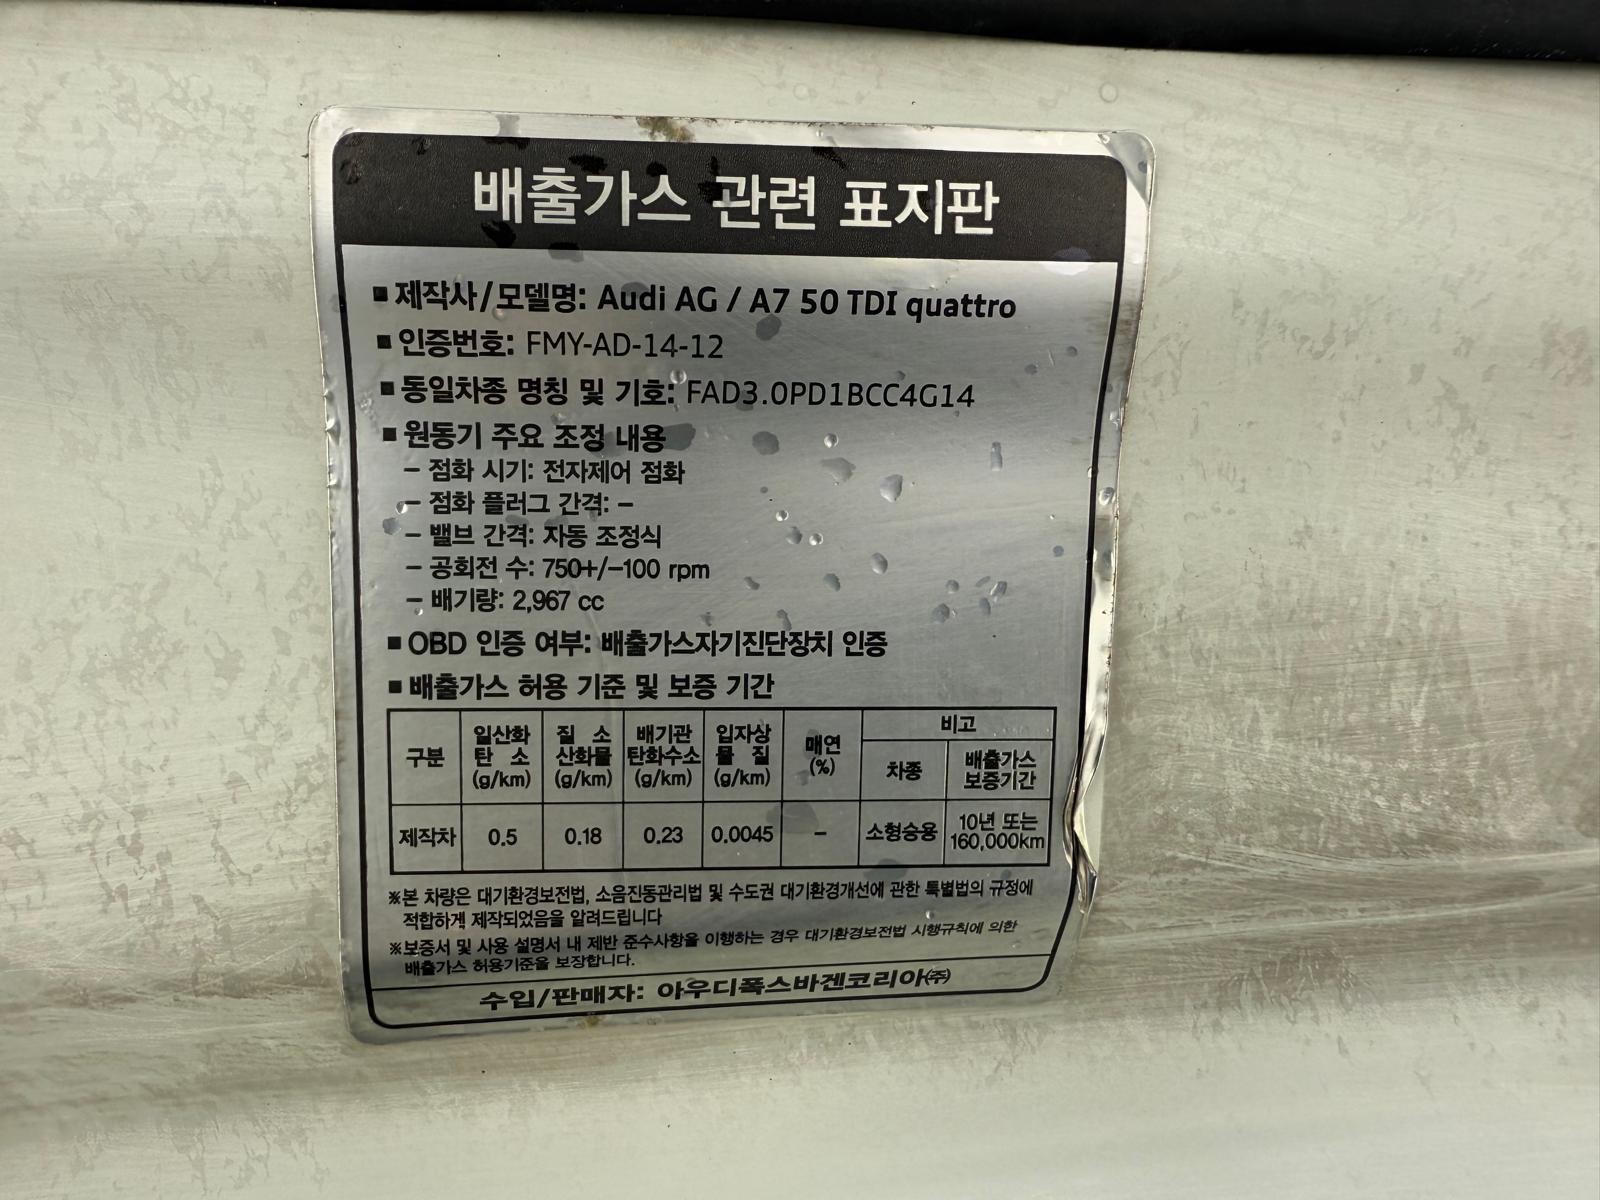 배출가스 관련 표지판
■ 제작사/모델명: Audi AG / A7 50 TDI quattro
■ 인증번호: FMY-AD-14-12
■ 동일차종 명칭 및 기호: FAD3.0PD1BCC4G14
■ 원동기 주요 조정 내용
– 점화 시기: 전자제어 점화
– 점화 플러그 간격: –
– 밸브 간격: 자동 조정식
– 공회전 수: 750+/–100 rpm
– 배기량: 2,967 cc
■ OBD 인증 여부: 배출가스자기진단장치 인증
■ 배출가스 허용 기준 및 보증 기간
구분 일산화 탄 소 (g/km) 질 소 산화물 (g/km) 배기관 탄화수소 (g/km) 입자상 물 질 (g/km) 매연 (%) 비고
차종 배출가스 보증기간
제작차 0.5 0.18 0.23 0.0045 – 소형승용 10년 또는 160,000km
※본 차량은 대기환경보전법, 소음진동관리법 및 수도권 대기환경개선에 관한 특별법의 규정에
적합하게 제작되었음을 알려드립니다
※보증서 및 사용 설명서 내 제반 준수사항을 이행하는 경우 대기환경보전법 시행규칙에 의한
배출가스 허용기준을 보장합니다.
수입/판매자: 아우디폭스바겐코리아㈜